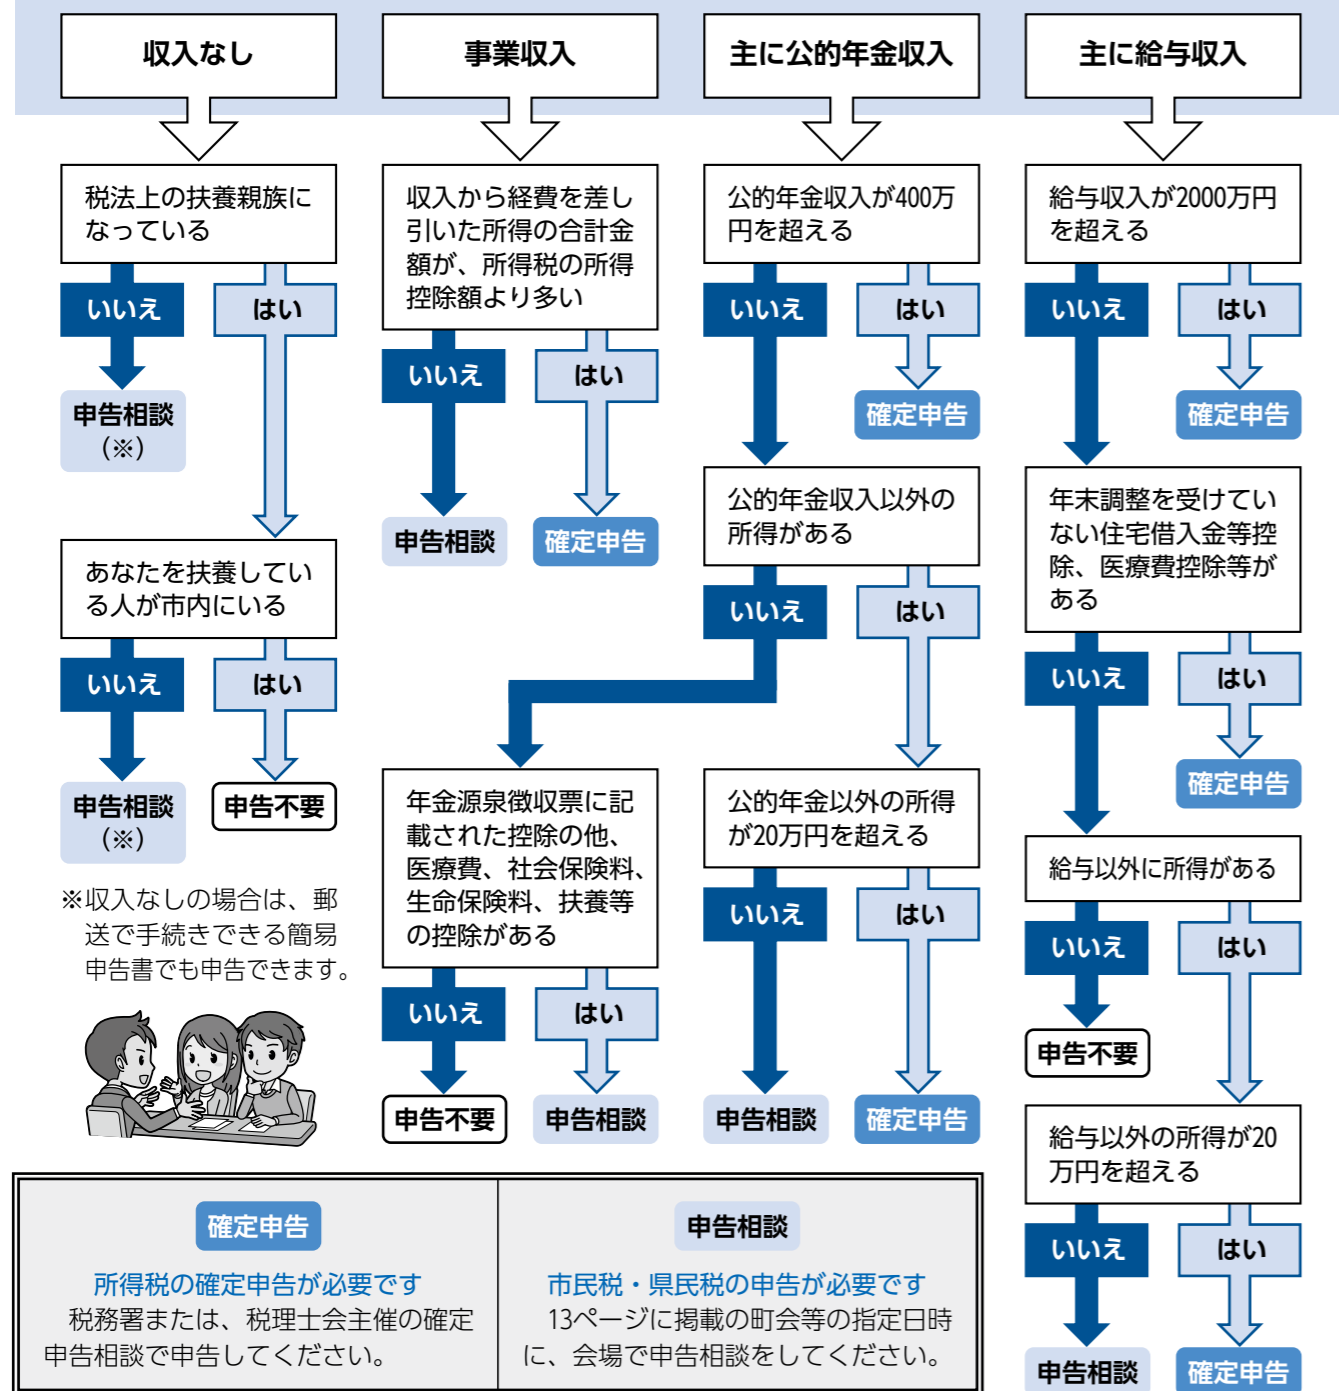 収入なし
税法上の扶養親族に
なっている
いいえ
はい
申告相談
(※)
あなたを扶養してい
る人が市内にいる
いいえ
はい
申告相談
(※)
申告不要
※収入なしの場合は、郵
送で手続きできる簡易
申告書でも申告できます。
事業収入
収入から経費を差し
引いた所得の合計金
額が、所得税の所得
控除額より多い
いいえ
はい
申告相談
確定申告
主に公的年金収入
公的年金収入が400万
円を超える
いいえ
はい
確定申告
公的年金収入以外の
所得がある
いいえ
はい
年金源泉徴収票に記
載された控除の他、
医療費、社会保険料、
生命保険料、扶養等
の控除がある
いいえ
はい
申告不要
申告相談
公的年金以外の所得
が20万円を超える
いいえ
はい
申告相談
確定申告
主に給与収入
給与収入が2000万円
を超える
いいえ
はい
確定申告
年末調整を受けてい
ない住宅借入金等控
除、医療費控除等が
ある
いいえ
はい
確定申告
給与以外に所得がある
いいえ
はい
申告不要
給与以外の所得が20
万円を超える
いいえ
はい
申告相談
確定申告
確定申告
所得税の確定申告が必要です
税務署または、税理士会主催の確定
申告相談で申告してください。
申告相談
市民税・県民税の申告が必要です
13ページに掲載の町会等の指定日時
に、会場で申告相談をしてください。